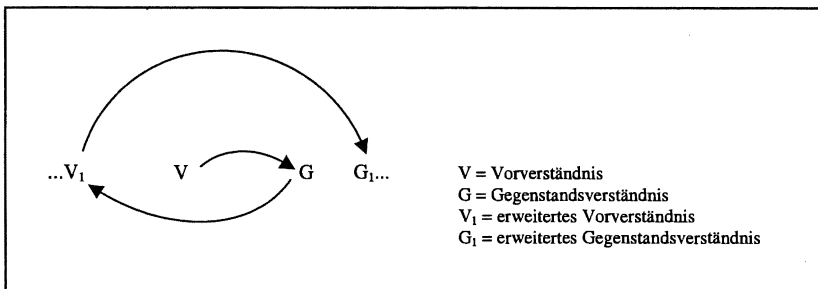 ...V₁ V G G₁...
V = Vorverständnis
G = Gegenstandsverständnis
V₁ = erweitertes Vorverständnis
G₁ = erweitertes Gegenstandsverständnis